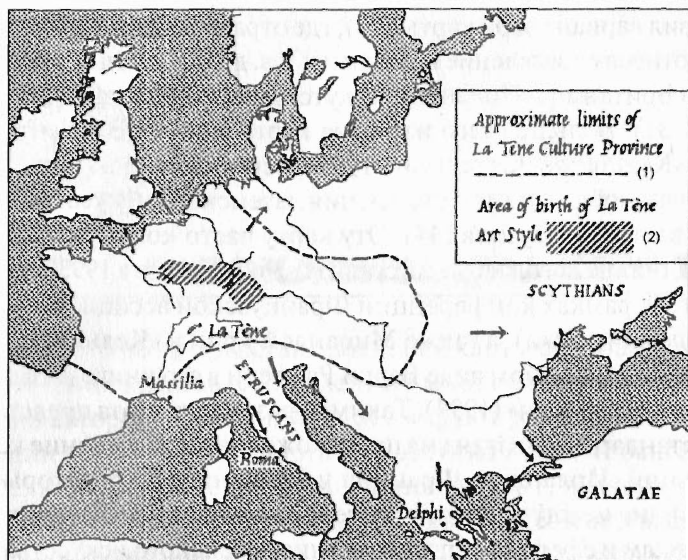 Approximate limits of
La Tène Culture Province
(1)
Area of birth of La Tène
Art Style (2)
SCYTHIANS
La Tène
Massilia
ETRUSCANS
Roma
GALATAE
Delphi